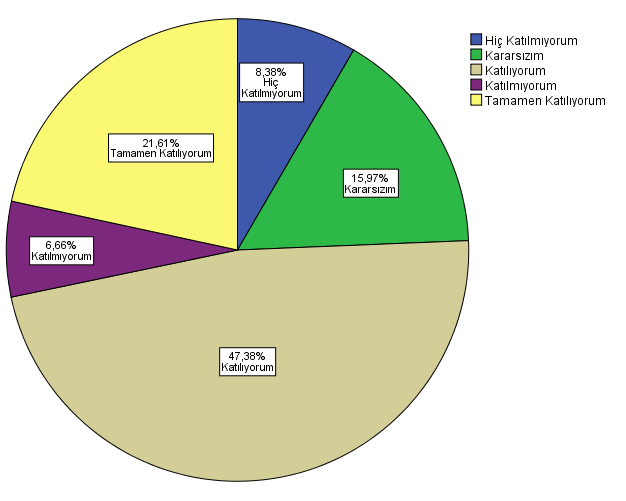 Hiç Katılmıyorum
Kararsızım
Katılıyorum
Katılmıyorum
Tamamen Katılıyorum
8,38%
Hiç
Katılmıyorum
21,61%
Tamamen Katılıyorum
15,97%
Kararsızım
6,66%
Katılmıyorum
47,38%
Katılıyorum